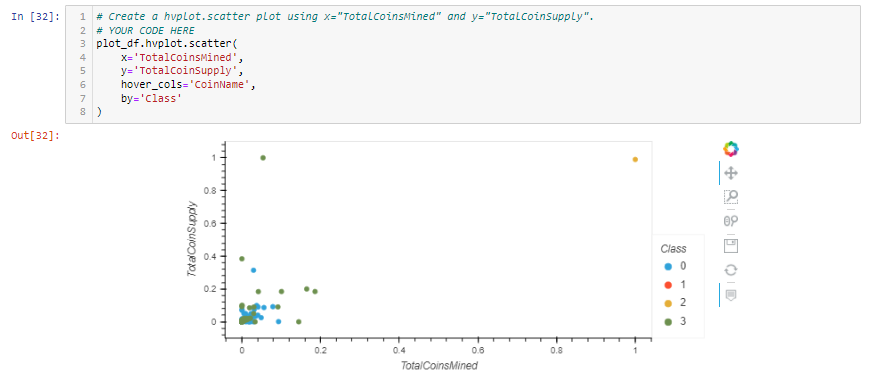 In [32]:
1 # Create a hvplot.scatter plot using x="TotalCoinsMined" and y="TotalCoinSupply".
2 # YOUR CODE HERE
3 plot_df.hvplot.scatter(
4 x='TotalCoinsMined',
5 y='TotalCoinSupply',
6 hover_cols='CoinName',
7 by='Class'
8 )
Out[32]:
1
0.8
0.6
0.4
0.2
0
TotalCoinSupply
0 0.2 0.4 0.6 0.8 1
TotalCoinsMined
Class
0
1
2
3